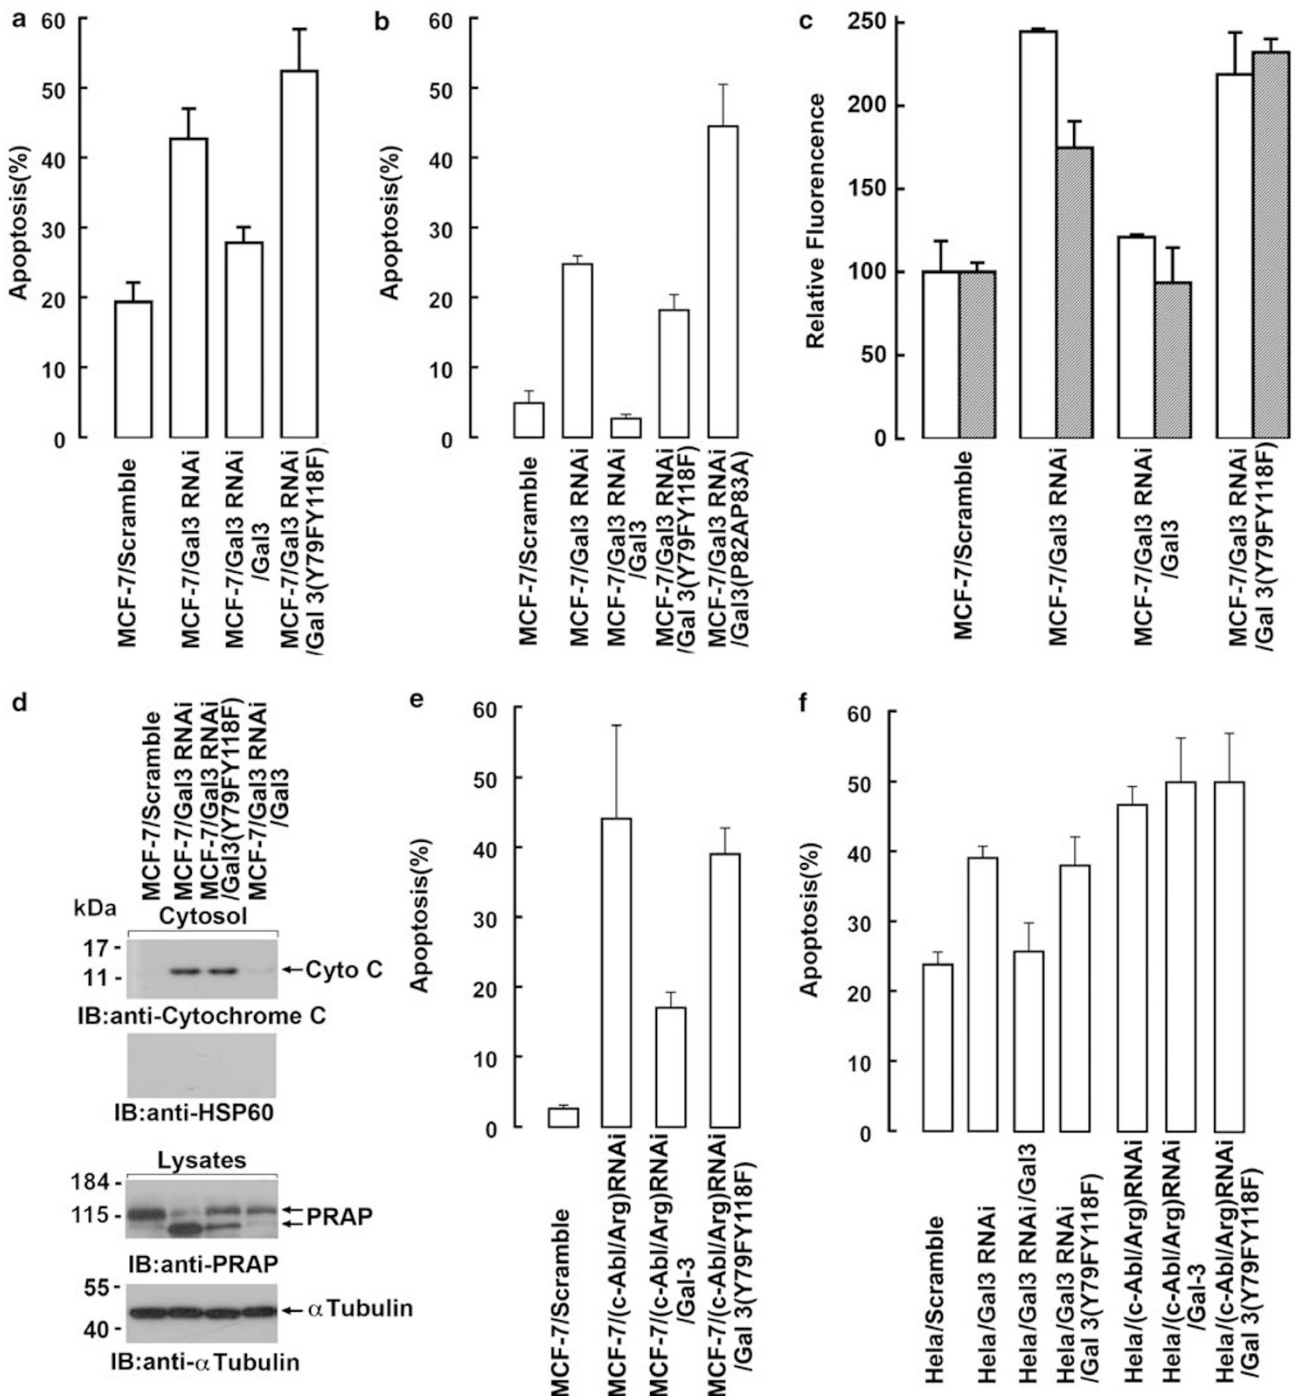 a
60
50
40
30
20
10
0
Apoptosis(%)
MCF-7/Scramble
MCF-7/Gal3 RNAi
MCF-7/Gal3 RNAi
/Gal3
MCF-7/Gal3 RNAi
/Gal 3(Y79FY118F)
b
60
50
40
30
20
10
0
Apoptosis(%)
MCF-7/Scramble
MCF-7/Gal3 RNAi
MCF-7/Gal3 RNAi
/Gal3
MCF-7/Gal3 RNAi
/Gal 3(Y79FY118F)
MCF-7/Gal3 RNAi
/Gal3(P82AP83A)
c
250
200
150
100
50
0
Relative Fluorencence
MCF-7/Scramble
MCF-7/Gal3 RNAi
MCF-7/Gal3 RNAi
/Gal3
MCF-7/Gal3 RNAi
/Gal 3(Y79FY118F)
d
MCF-7/Scramble
MCF-7/Gal3 RNAi
MCF-7/Gal3 RNAi
/Gal3(Y79FY118F)
MCF-7/Gal3 RNAi
/Gal3
kDa
Cytosol
17 -
11 -
←Cyto C
IB:anti-Cytochrome C
IB:anti-HSP60
Lysates
184 -
115 -
←
←PRAP
IB:anti-PRAP
55 -
40 -
←α Tubulin
IB:anti-α Tubulin
e
60
50
40
30
20
10
0
Apoptosis(%)
MCF-7/Scramble
MCF-7/(c-Abl/Arg)RNAi
MCF-7/(c-Abl/Arg)RNAi
/Gal-3
MCF-7/(c-Abl/Arg)RNAi
/Gal 3(Y79FY118F)
f
60
50
40
30
20
10
0
Apoptosis(%)
Hela/Scramble
Hela/Gal3 RNAi
Hela/Gal3 RNAi/Gal3
Hela/Gal3 RNAi
/Gal 3(Y79FY118F)
Hela/(c-Abl/Arg)RNAi
Hela/(c-Abl/Arg)RNAi
/Gal-3
Hela/(c-Abl/Arg)RNAi
/Gal 3(Y79FY118F)